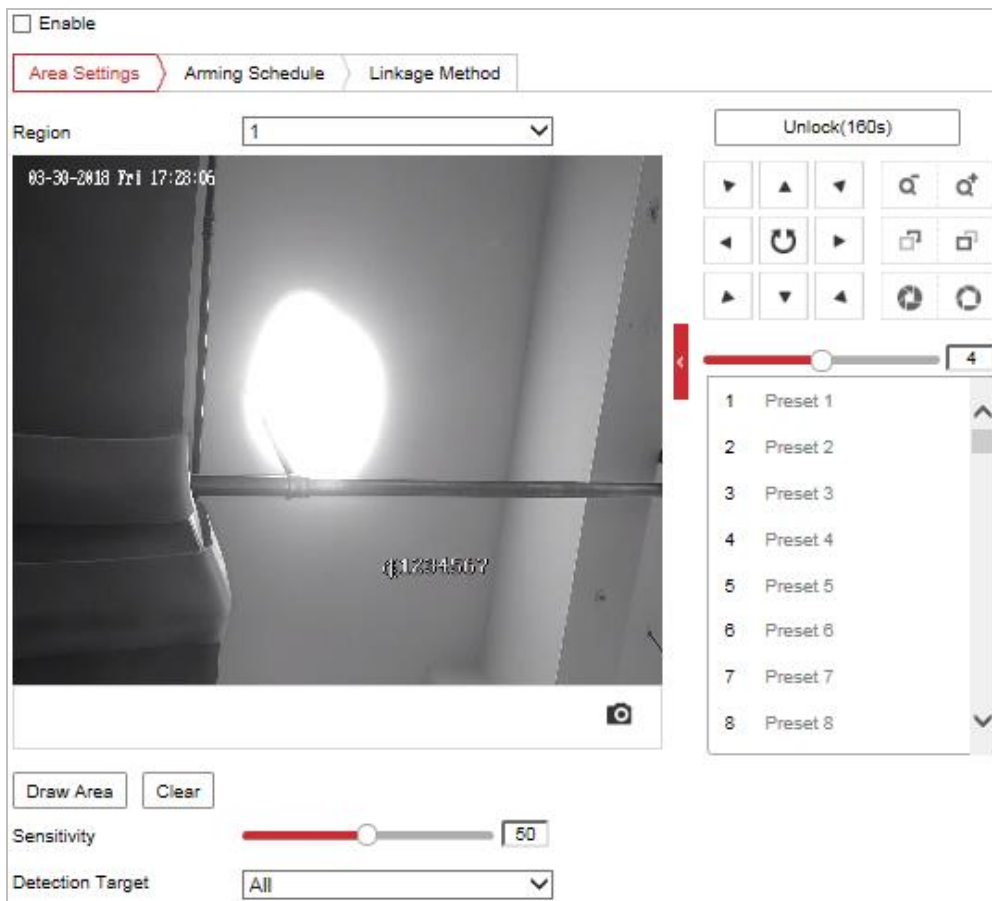 Enable
Area Settings Arming Schedule Linkage Method
Region 1
Unlock(160s)
03-30-2018 Fri 17:28:06
4
1 Preset 1
2 Preset 2
3 Preset 3
4 Preset 4
5 Preset 5
6 Preset 6
7 Preset 7
8 Preset 8
q1234567
Draw Area Clear
Sensitivity 50
Detection Target All